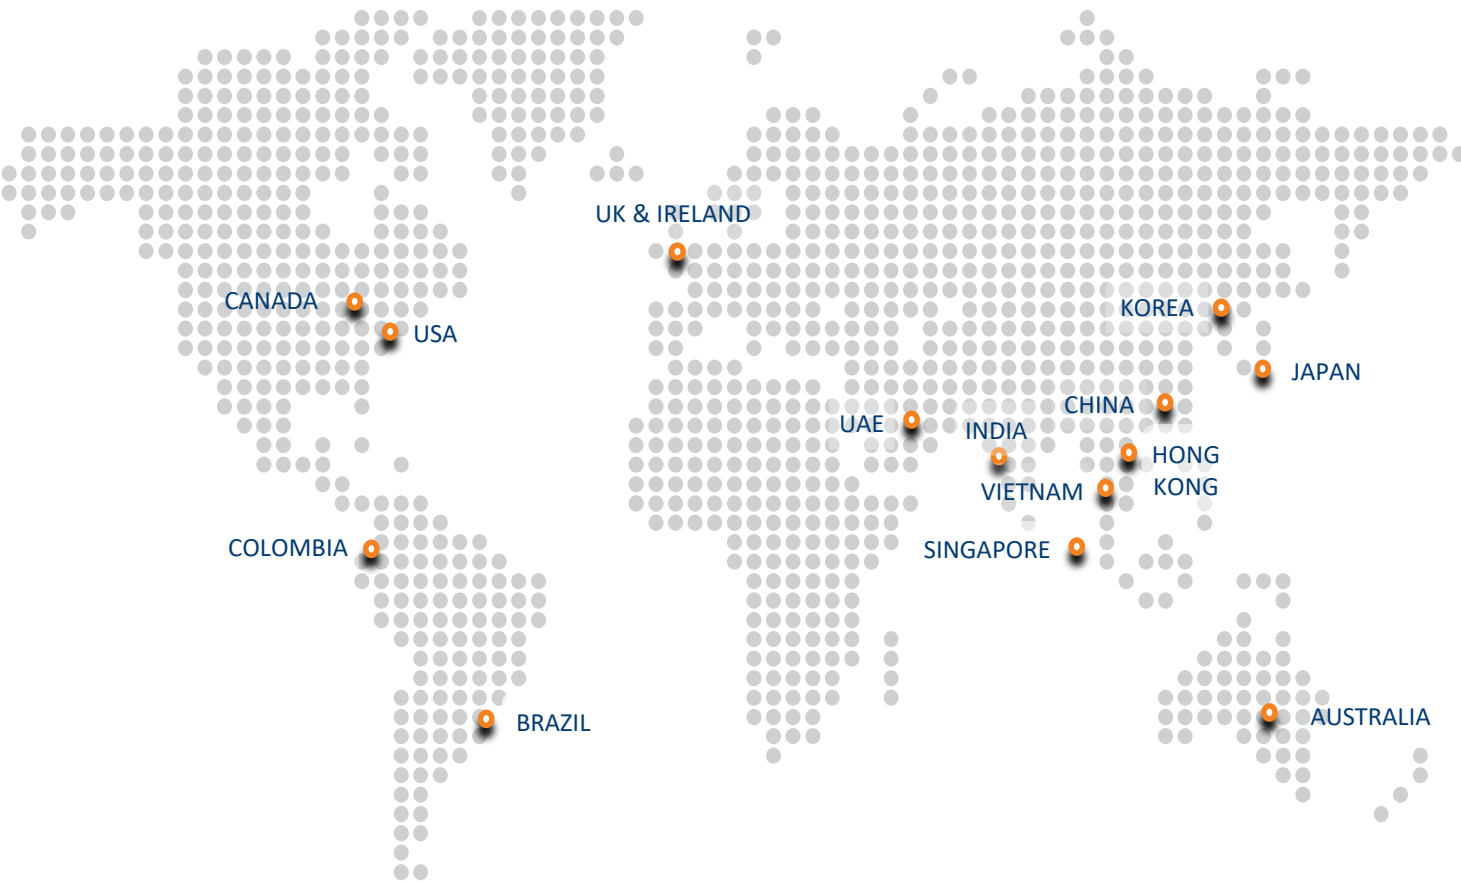 UK & IRELAND
CANADA
KOREA
USA
JAPAN
CHINA
UAE
INDIA
HONG
KONG
VIETNAM
COLOMBIA
SINGAPORE
BRAZIL
AUSTRALIA